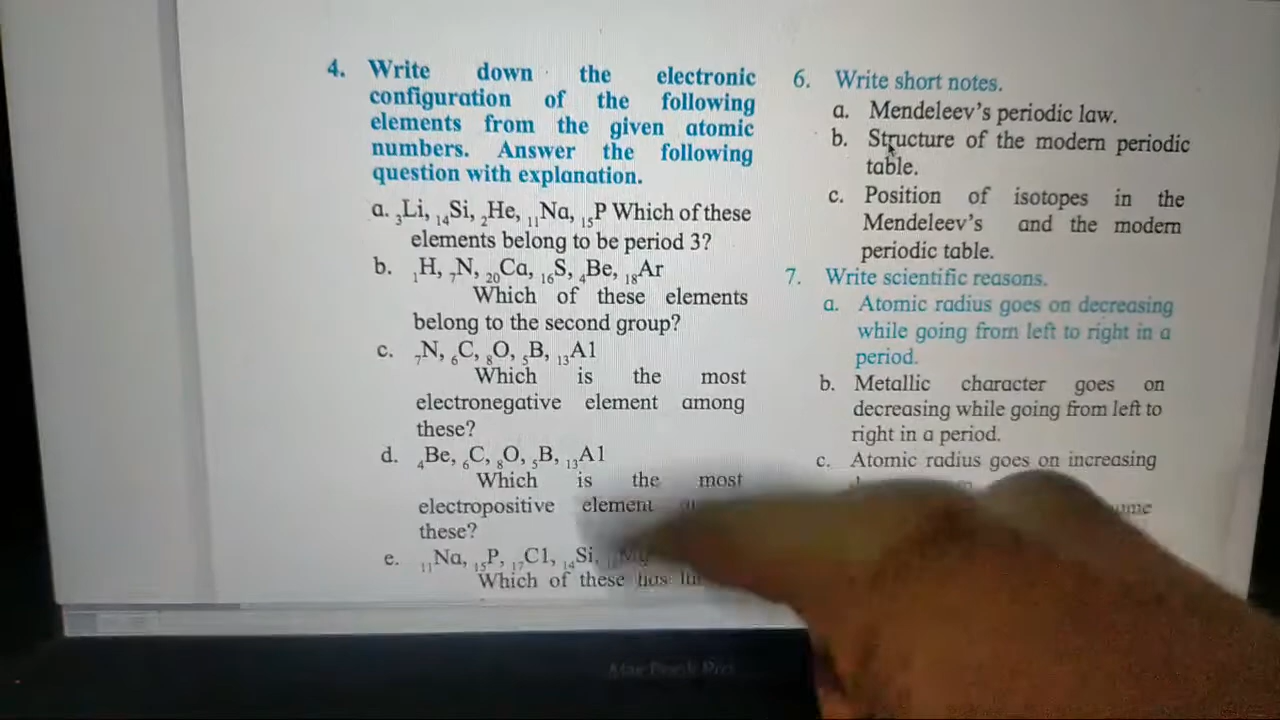 4. Write down the electronic
configuration of the following
elements from the given atomic
numbers. Answer the following
question with explanation.
a. ₃Li, ₁₄Si, ₂He, ₁₁Na, ₁₅P Which of these
elements belong to be period 3?
b. ₁H, ₇N, ₂₀Ca, ₁₆S, ₄Be, ₁₈Ar
Which of these elements
belong to the second group?
c. ₇N, ₆C, ₈O, ₅B, ₁₃A1
Which is the most
electronegative element among
these?
d. ₄Be, ₆C, ₈O, ₅B, ₁₃A1
Which is the most
electropositive element
these?
e. ₁₁Na, ₁₅P, ₁₇C1, ₁₄Si,
Which of these has
6. Write short notes.
a. Mendeleev's periodic law.
b. Structure of the modern periodic
table.
c. Position of isotopes in the
Mendeleev's and the modern
periodic table.
7. Write scientific reasons.
a. Atomic radius goes on decreasing
while going from left to right in a
period.
b. Metallic character goes on
decreasing while going from left to
right in a period.
c. Atomic radius goes on increasing